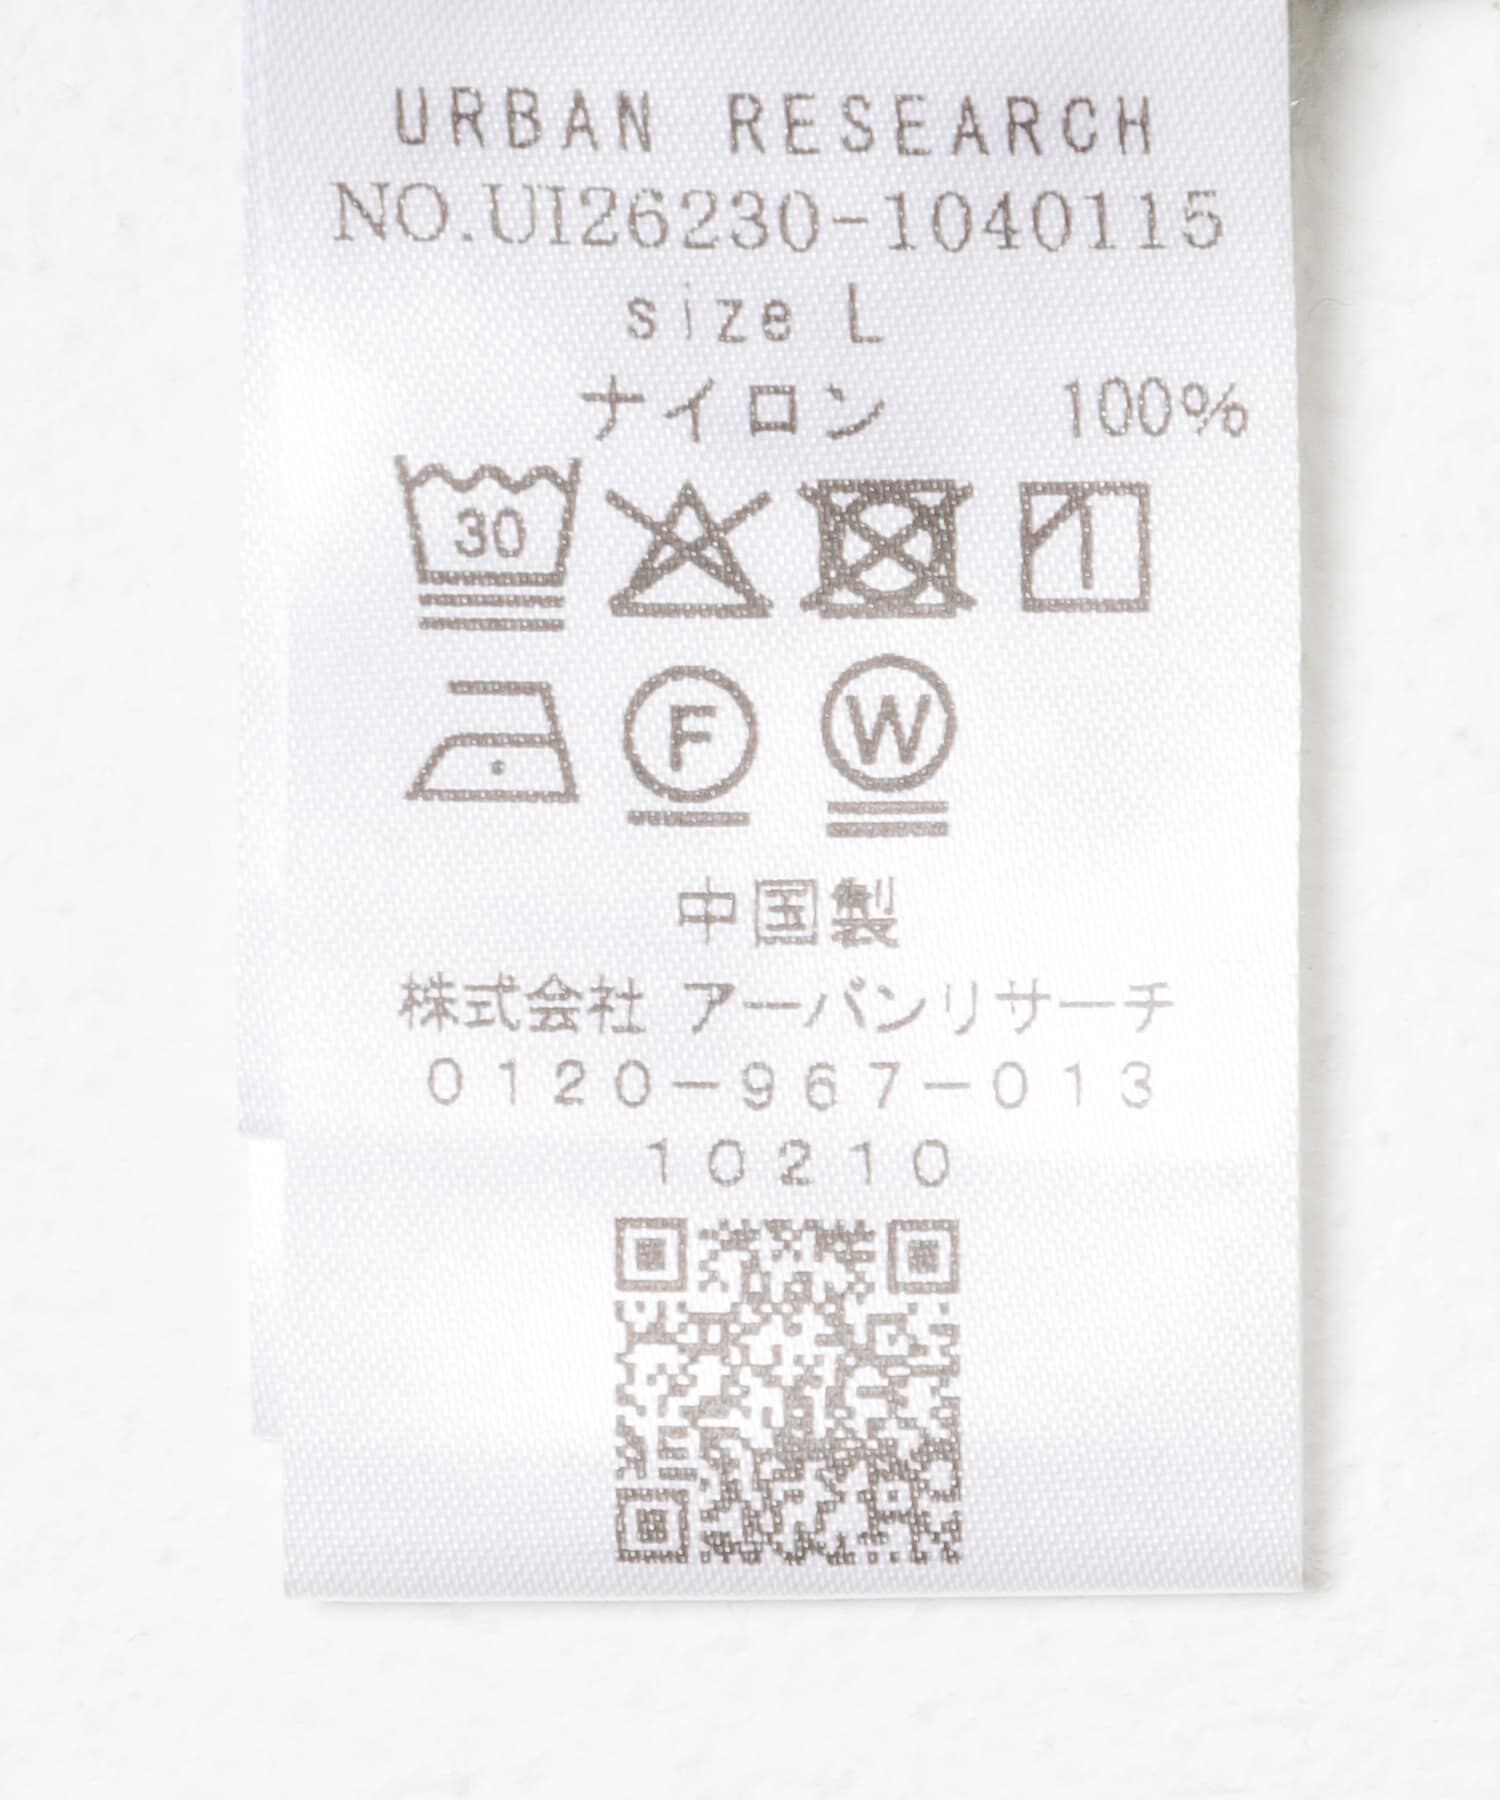 URBAN RESEARCH
NO.UI26230-1040115
size L
ナイロン 100%
30
F W
中国製
株式会社 アーバンリサーチ
0120-967-013
10210